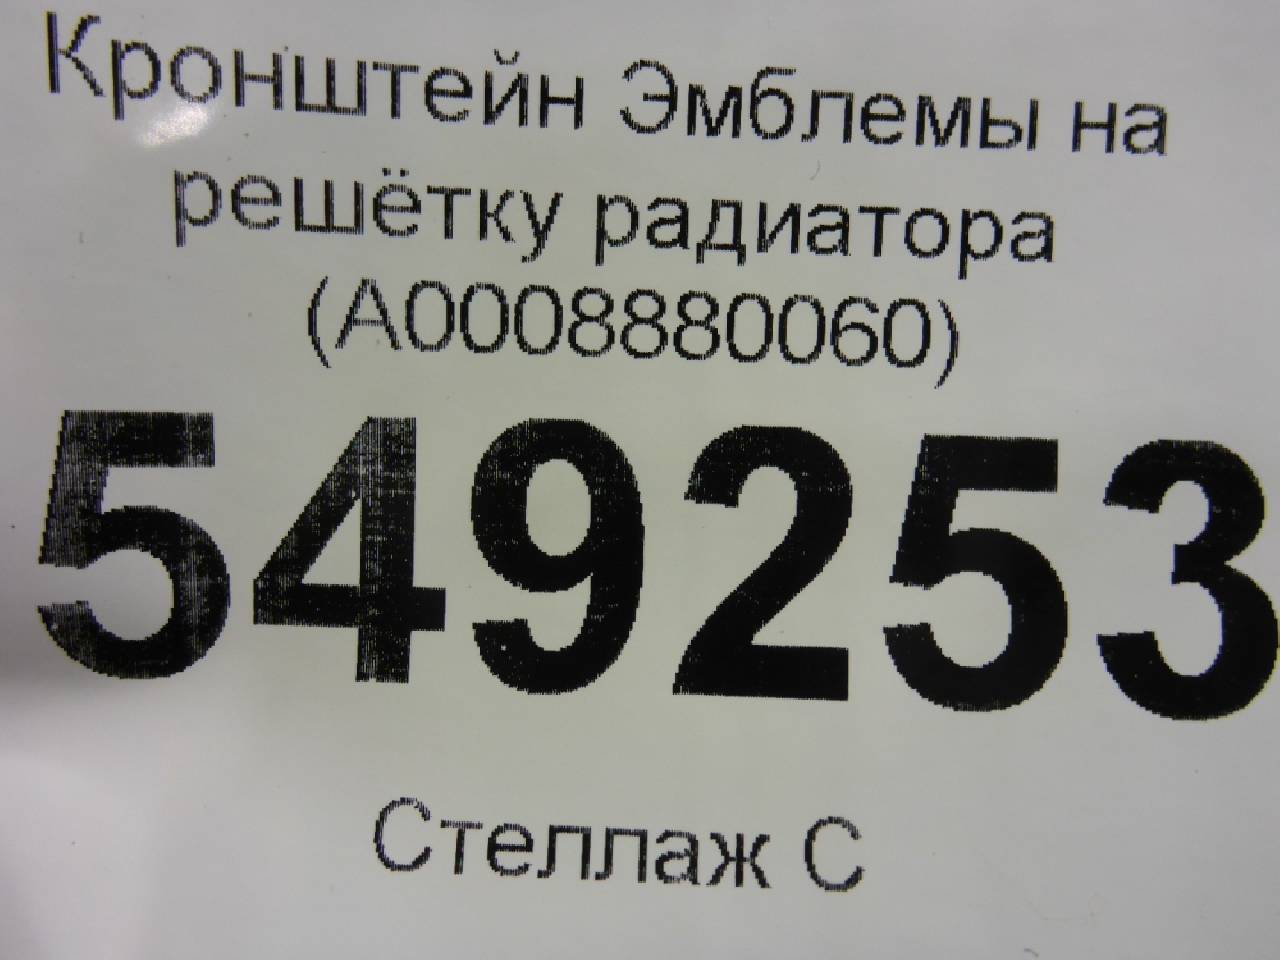 Кронштейн Эмблемы на
решётку радиатора
(A0008880060)
549253
Стеллаж С